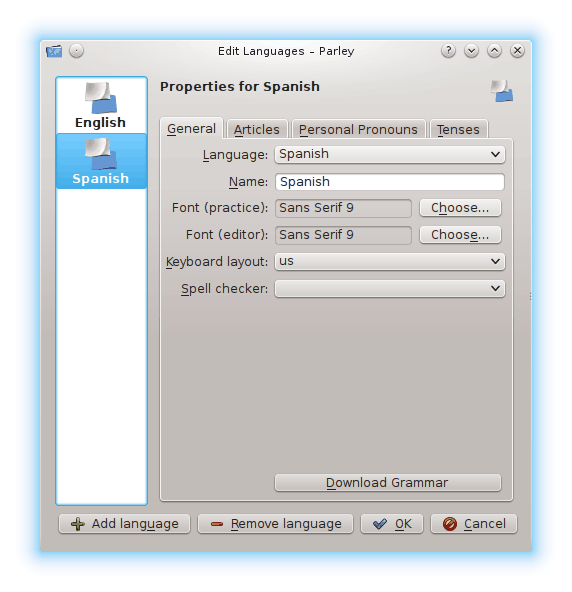 Edit Languages – Parley
English
Spanish
Properties for Spanish
General Articles Personal Pronouns Tenses
Language: Spanish
Name: Spanish
Font (practice): Sans Serif 9 Choose...
Font (editor): Sans Serif 9 Choose...
Keyboard layout: us
Spell checker:
Download Grammar
Add language Remove language OK Cancel